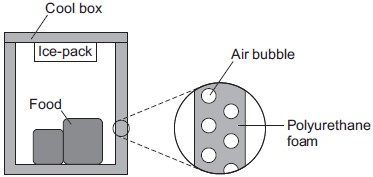 Cool box
Ice-pack
Air bubble
Food
Polyurethane
foam